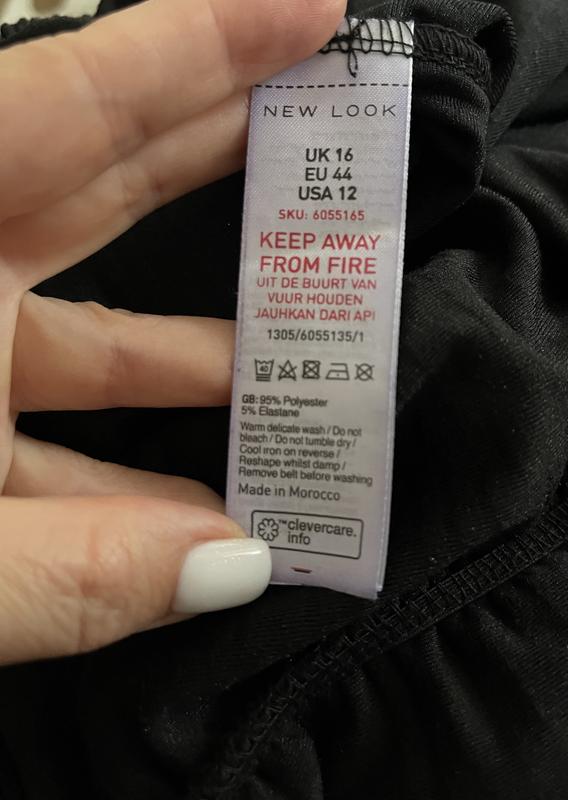 NEW LOOK
UK 16
EU 44
USA 12
SKU: 6055165
KEEP AWAY
FROM FIRE
UIT DE BUURT VAN
VUUR HOUDEN
JAUHKAN DARI API
1305/6055135/1
40
GB: 95% Polyester
5% Elastane
Warm delicate wash / Do not
bleach / Do not tumble dry /
Cool iron on reverse /
Reshape whilst damp /
Remove belt before washing
Made in Morocco
™clevercare.
info